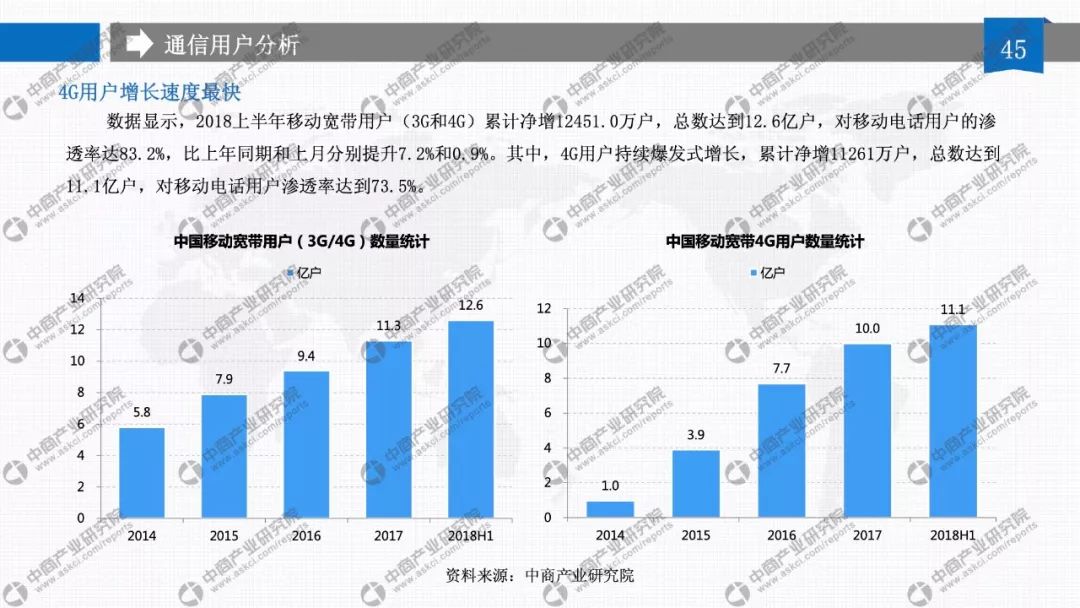 通信用户分析
45
4G用户增长速度最快
数据显示，2018上半年移动宽带用户（3G和4G）累计净增12451.0万户，总数达到12.6亿户，对移动电话用户的渗
透率达83.2%，比上年同期和上月分别提升7.2%和0.9%。其中，4G用户持续爆发式增长，累计净增11261万户，总数达到
11.1亿户，对移动电话用户渗透率达到73.5%。
中国移动宽带用户（3G/4G）数量统计
亿户
14
12
10
8
6
4
2
0
5.8
7.9
9.4
11.3
12.6
2014 2015 2016 2017 2018H1
中国移动宽带4G用户数量统计
亿户
12
10
8
6
4
2
0
1.0
3.9
7.7
10.0
11.1
2014 2015 2016 2017 2018H1
资料来源：中商产业研究院
中商产业研究院
www.askci.com/reports